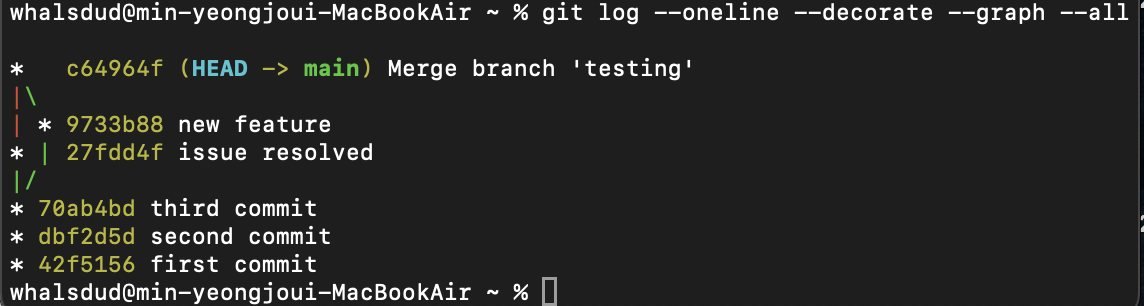 whalsdud@min-yeongjoui-MacBookAir ~ % git log --oneline --decorate --graph --all
*   c64964f (HEAD -> main) Merge branch 'testing'
|\
| * 9733b88 new feature
* | 27fdd4f issue resolved
|/
* 70ab4bd third commit
* dbf2d5d second commit
* 42f5156 first commit
whalsdud@min-yeongjoui-MacBookAir ~ %